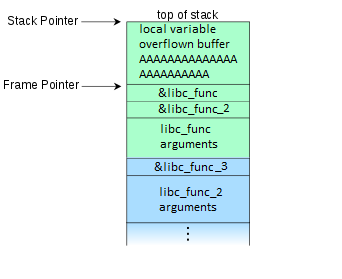 top of stack
Stack Pointer
local variable
overflown buffer
AAAAAAAAAAAAAA
AAAAAAAAAA
Frame Pointer
&libc_func
&libc_func_2
libc_func
arguments
&libc_func_3
libc_func_2
arguments
⋮